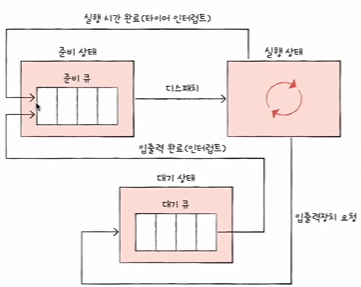 실행 시간 완료(타이머 인터럽트)
준비 상태
실행 상태
준비 큐
디스패치
입출력 완료(인터럽트)
대기 상태
대기 큐
입출력장치 요청